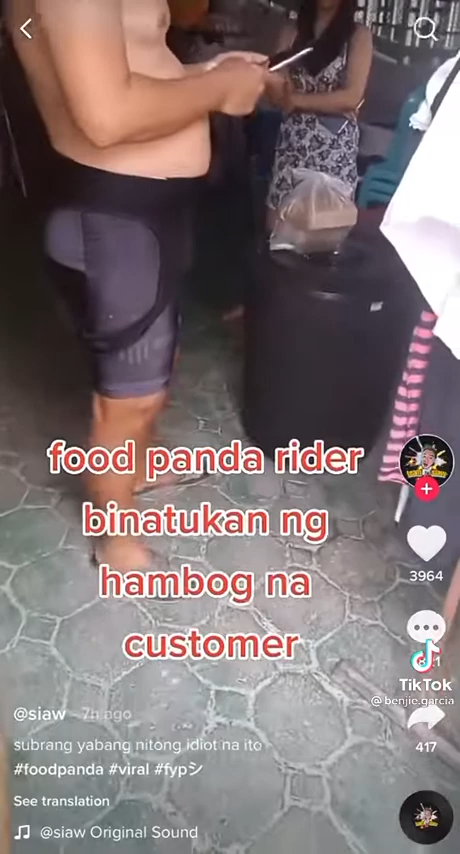 food panda rider
binatukan ng
hambog na
customer
3964
TikTok
@benjie.garcia
@siaw · 7h ago
subrang yabang nitong idiot na ito
#foodpanda #viral #fypシ
417
See translation
@siaw Original Sound